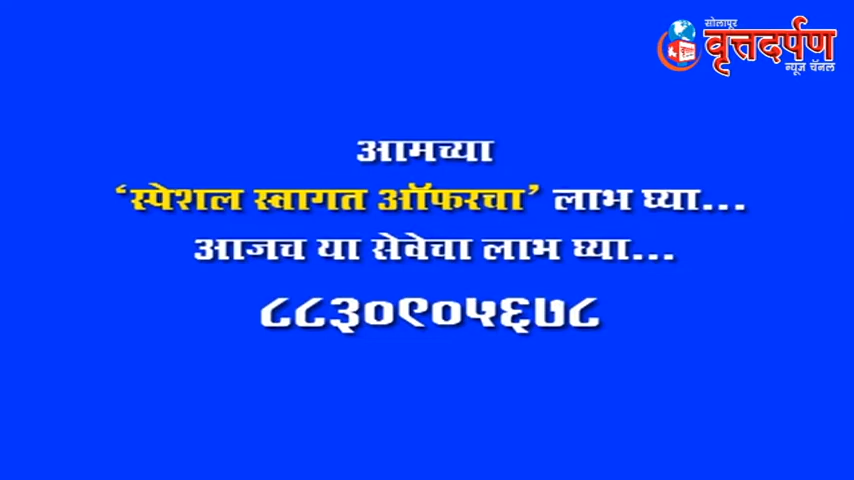 सोलापूर
वृत्तदर्पण
न्यूज चॅनल
आमच्या
‘स्पेशल स्वागत ऑफरचा’ लाभ घ्या...
आजच या सेवेचा लाभ घ्या...
८८३०९०५६७८